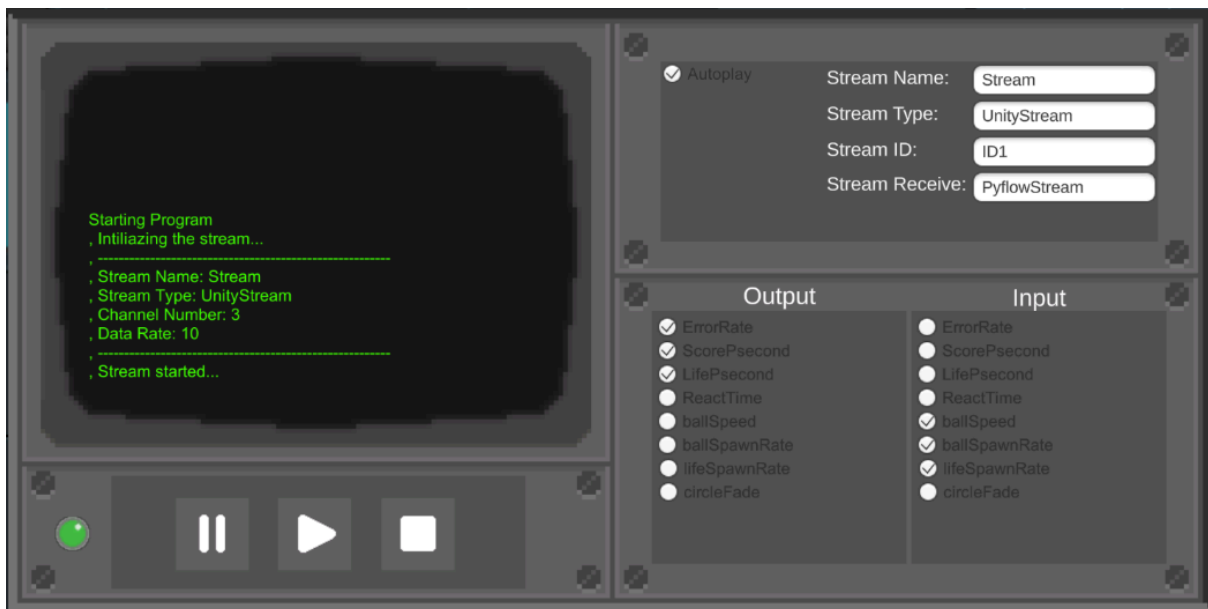 Starting Program
, Intiliazing the stream...
, ----------------------------------------------------------
, Stream Name: Stream
, Stream Type: UnityStream
, Channel Number: 3
, Data Rate: 10
, ----------------------------------------------------------
, Stream started...
Autoplay
Stream Name: Stream
Stream Type: UnityStream
Stream ID: ID1
Stream Receive: PyflowStream
Output
ErrorRate
ScorePsecond
LifePsecond
ReactTime
ballSpeed
ballSpawnRate
lifeSpawnRate
circleFade
Input
ErrorRate
ScorePsecond
LifePsecond
ReactTime
ballSpeed
ballSpawnRate
lifeSpawnRate
circleFade